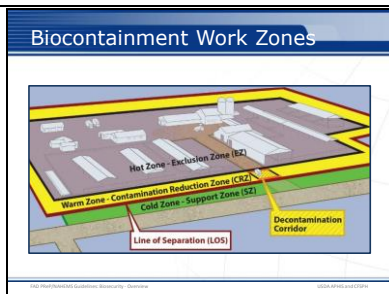 Biocontainment Work Zones
Hot Zone - Exclusion Zone (EZ)
Warm Zone - Contamination Reduction Zone (CRZ)
Cold Zone - Support Zone (SZ)
Line of Separation (LOS)
Decontamination
Corridor
FAD PReP/NAHEMS Guidelines: Biosecurity - Overview
USDA APHIS and CFSPH